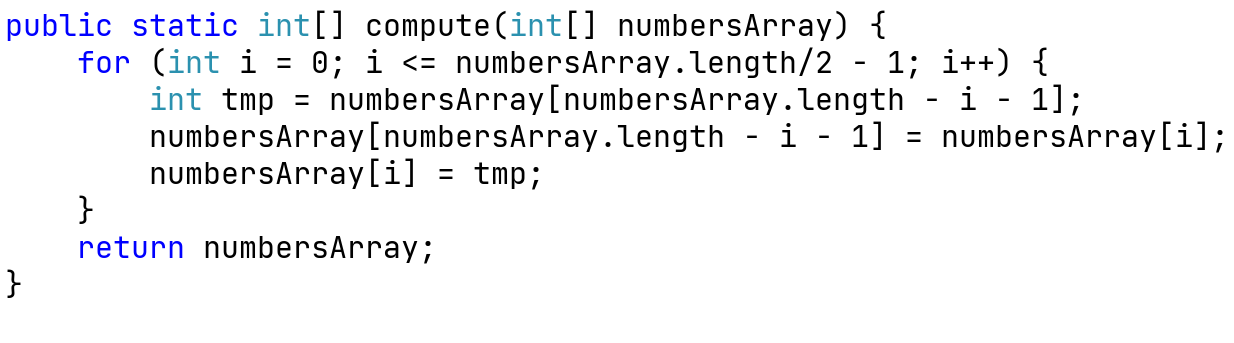 public static int[] compute(int[] numbersArray) {
    for (int i = 0; i <= numbersArray.length/2 - 1; i++) {
        int tmp = numbersArray[numbersArray.length - i - 1];
        numbersArray[numbersArray.length - i - 1] = numbersArray[i];
        numbersArray[i] = tmp;
    }
    return numbersArray;
}